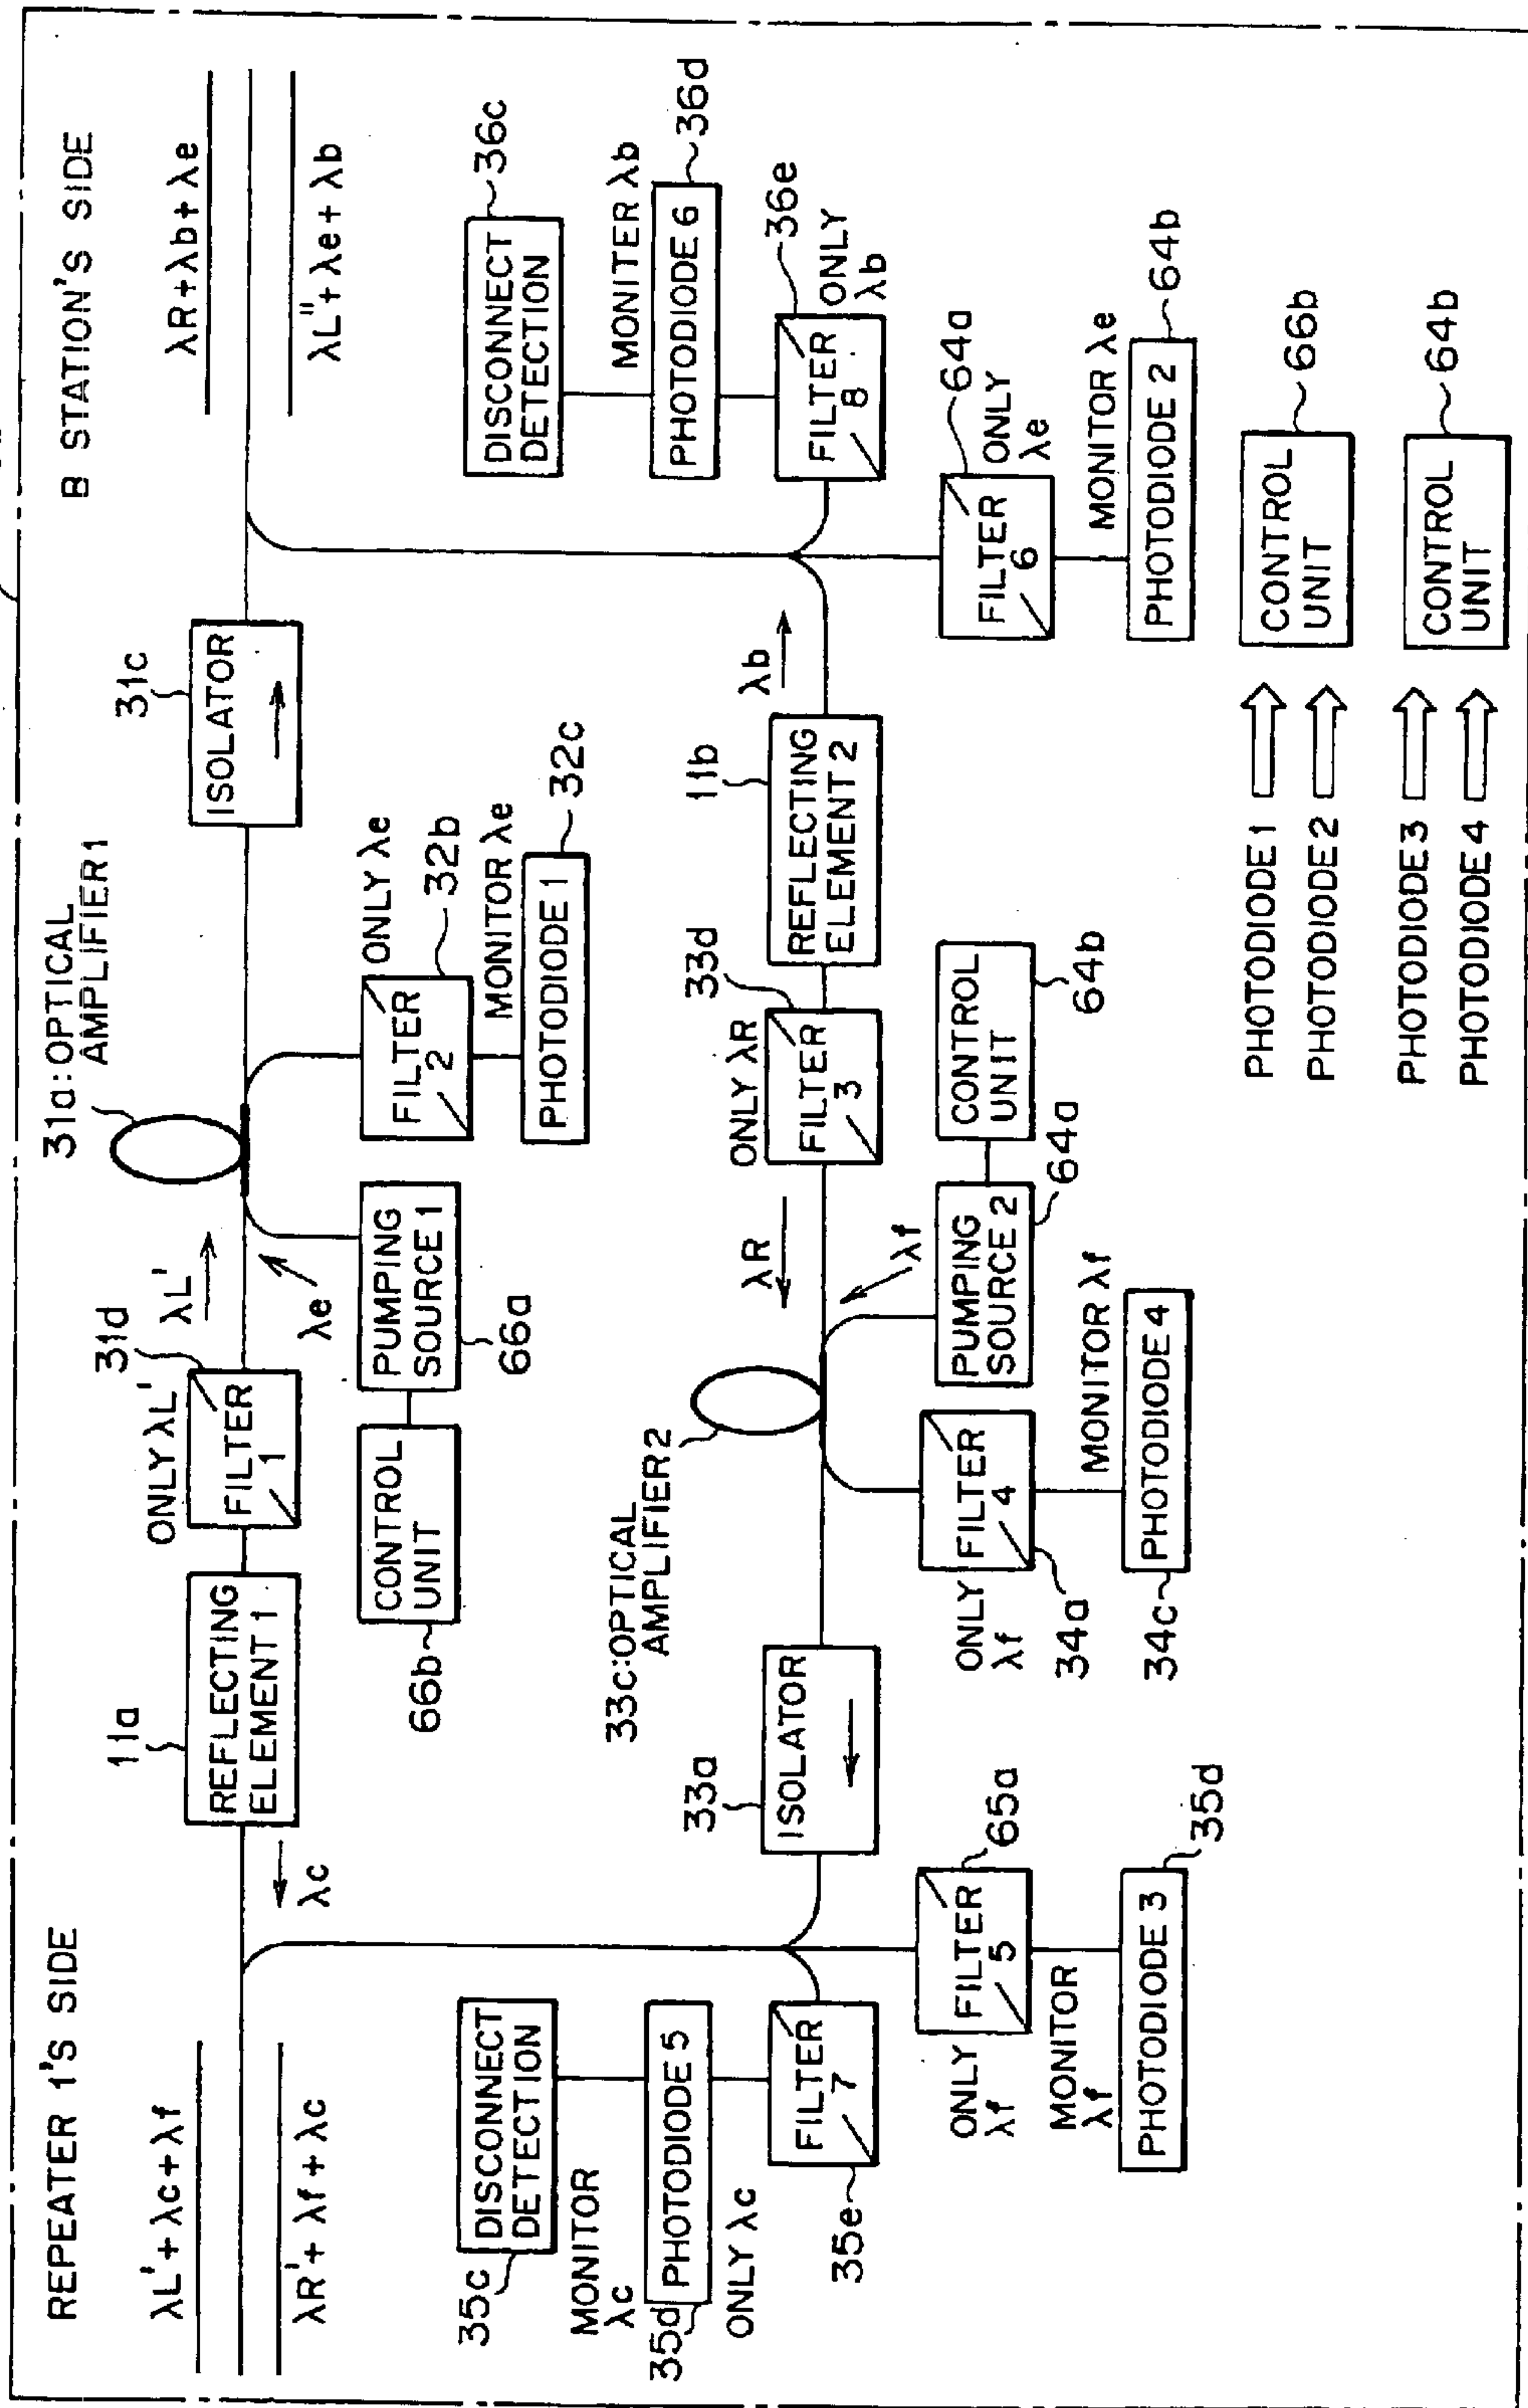 REPEATER 1'S SIDE
B STATION'S SIDE
λL'+λc+λf
λR'+λf+λc
λR+λb+λe
λL"+λe+λb
11a
REFLECTING
ELEMENT 1
λc
ONLY λL'
31d
FILTER
1
λL'
31a:OPTICAL
AMPLIFIER1
31c
ISOLATOR
λe
CONTROL
UNIT
66b
PUMPING
SOURCE 1
66a
FILTER
2
ONLY λe
32b
MONITOR λe
PHOTODIODE 1
32c
35c
DISCONNECT
DETECTION
MONITOR
λc
35d
PHOTODIODE 5
ONLY λc
FILTER
7
35e
DISCONNECT
DETECTION
36c
MONITER λb
PHOTODIODE 6
36d
FILTER
8
36e
ONLY
λb
33a
ISOLATOR
33c:OPTICAL
AMPLIFIER2
λR
λf
ONLY λR
33d
FILTER
3
11b
REFLECTING
ELEMENT 2
λb
ONLY
λf
FILTER
5
65a
MONITOR
λf
PHOTODIODE 3
35d
ONLY
λf
FILTER
4
34a
MONITOR λf
PHOTODIODE 4
34c
PUMPING
SOURCE 2
64a
CONTROL
UNIT
64b
FILTER
6
64a
ONLY
λe
MONITOR λe
PHOTODIODE 2
64b
PHOTODIODE 1
PHOTODIODE 2
CONTROL
UNIT
66b
PHOTODIODE 3
PHOTODIODE 4
CONTROL
UNIT
64b